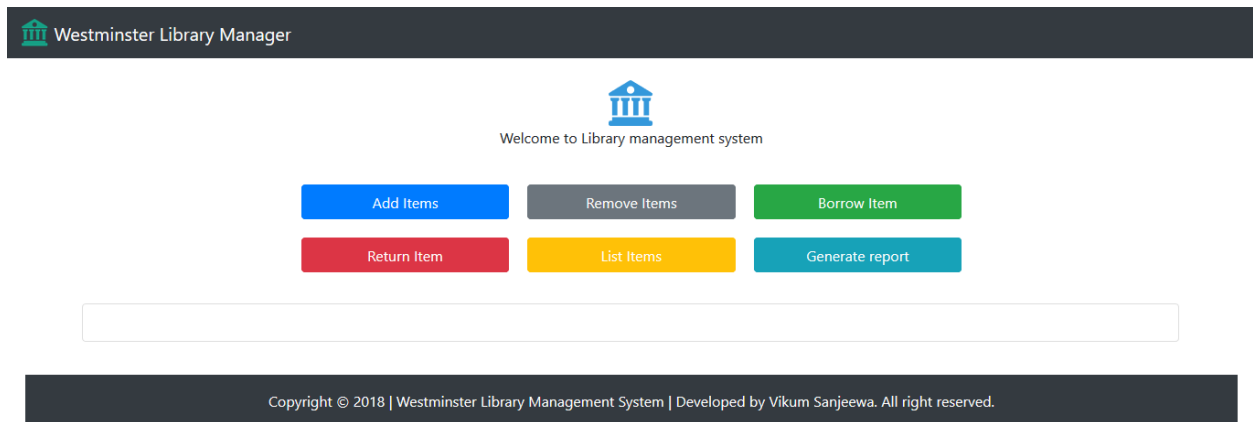 Westminster Library Manager
Welcome to Library management system
Add Items
Remove Items
Borrow Item
Return Item
List Items
Generate report
Copyright © 2018 | Westminster Library Management System | Developed by Vikum Sanjeewa. All right reserved.